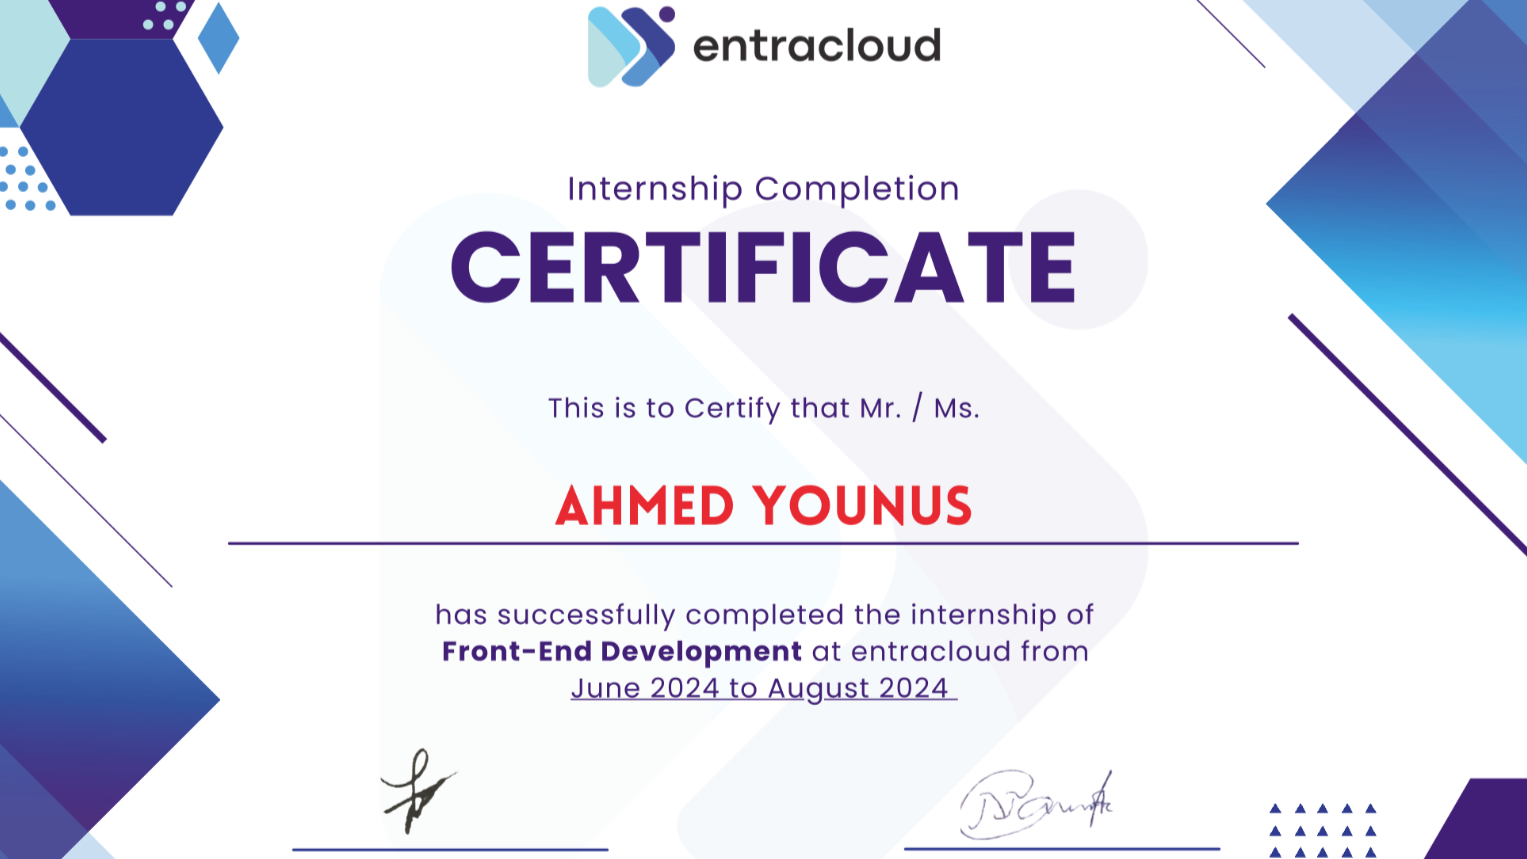 entracloud
Internship Completion
CERTIFICATE
This is to Certify that Mr. / Ms.
AHMED YOUNUS
has successfully completed the internship of
Front-End Development at entracloud from
June 2024 to August 2024